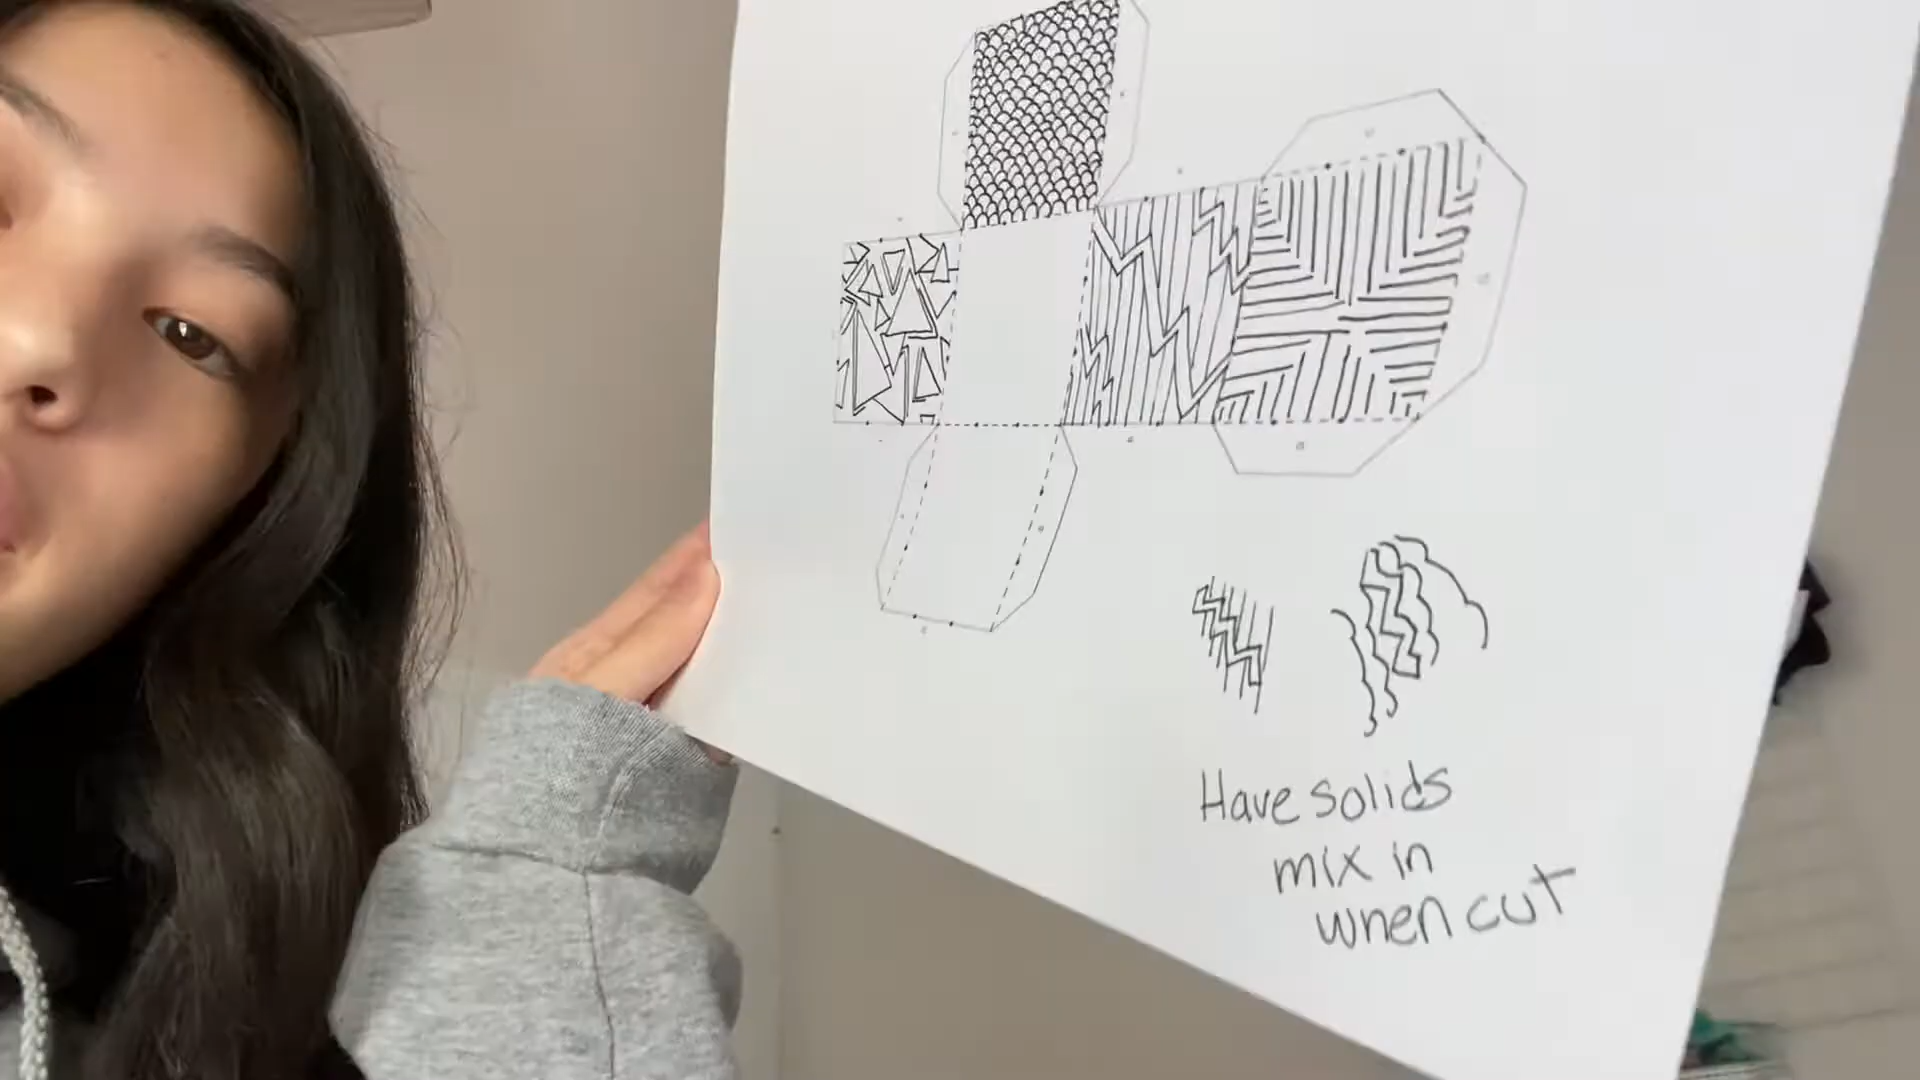 Have solids
mix in
when cut